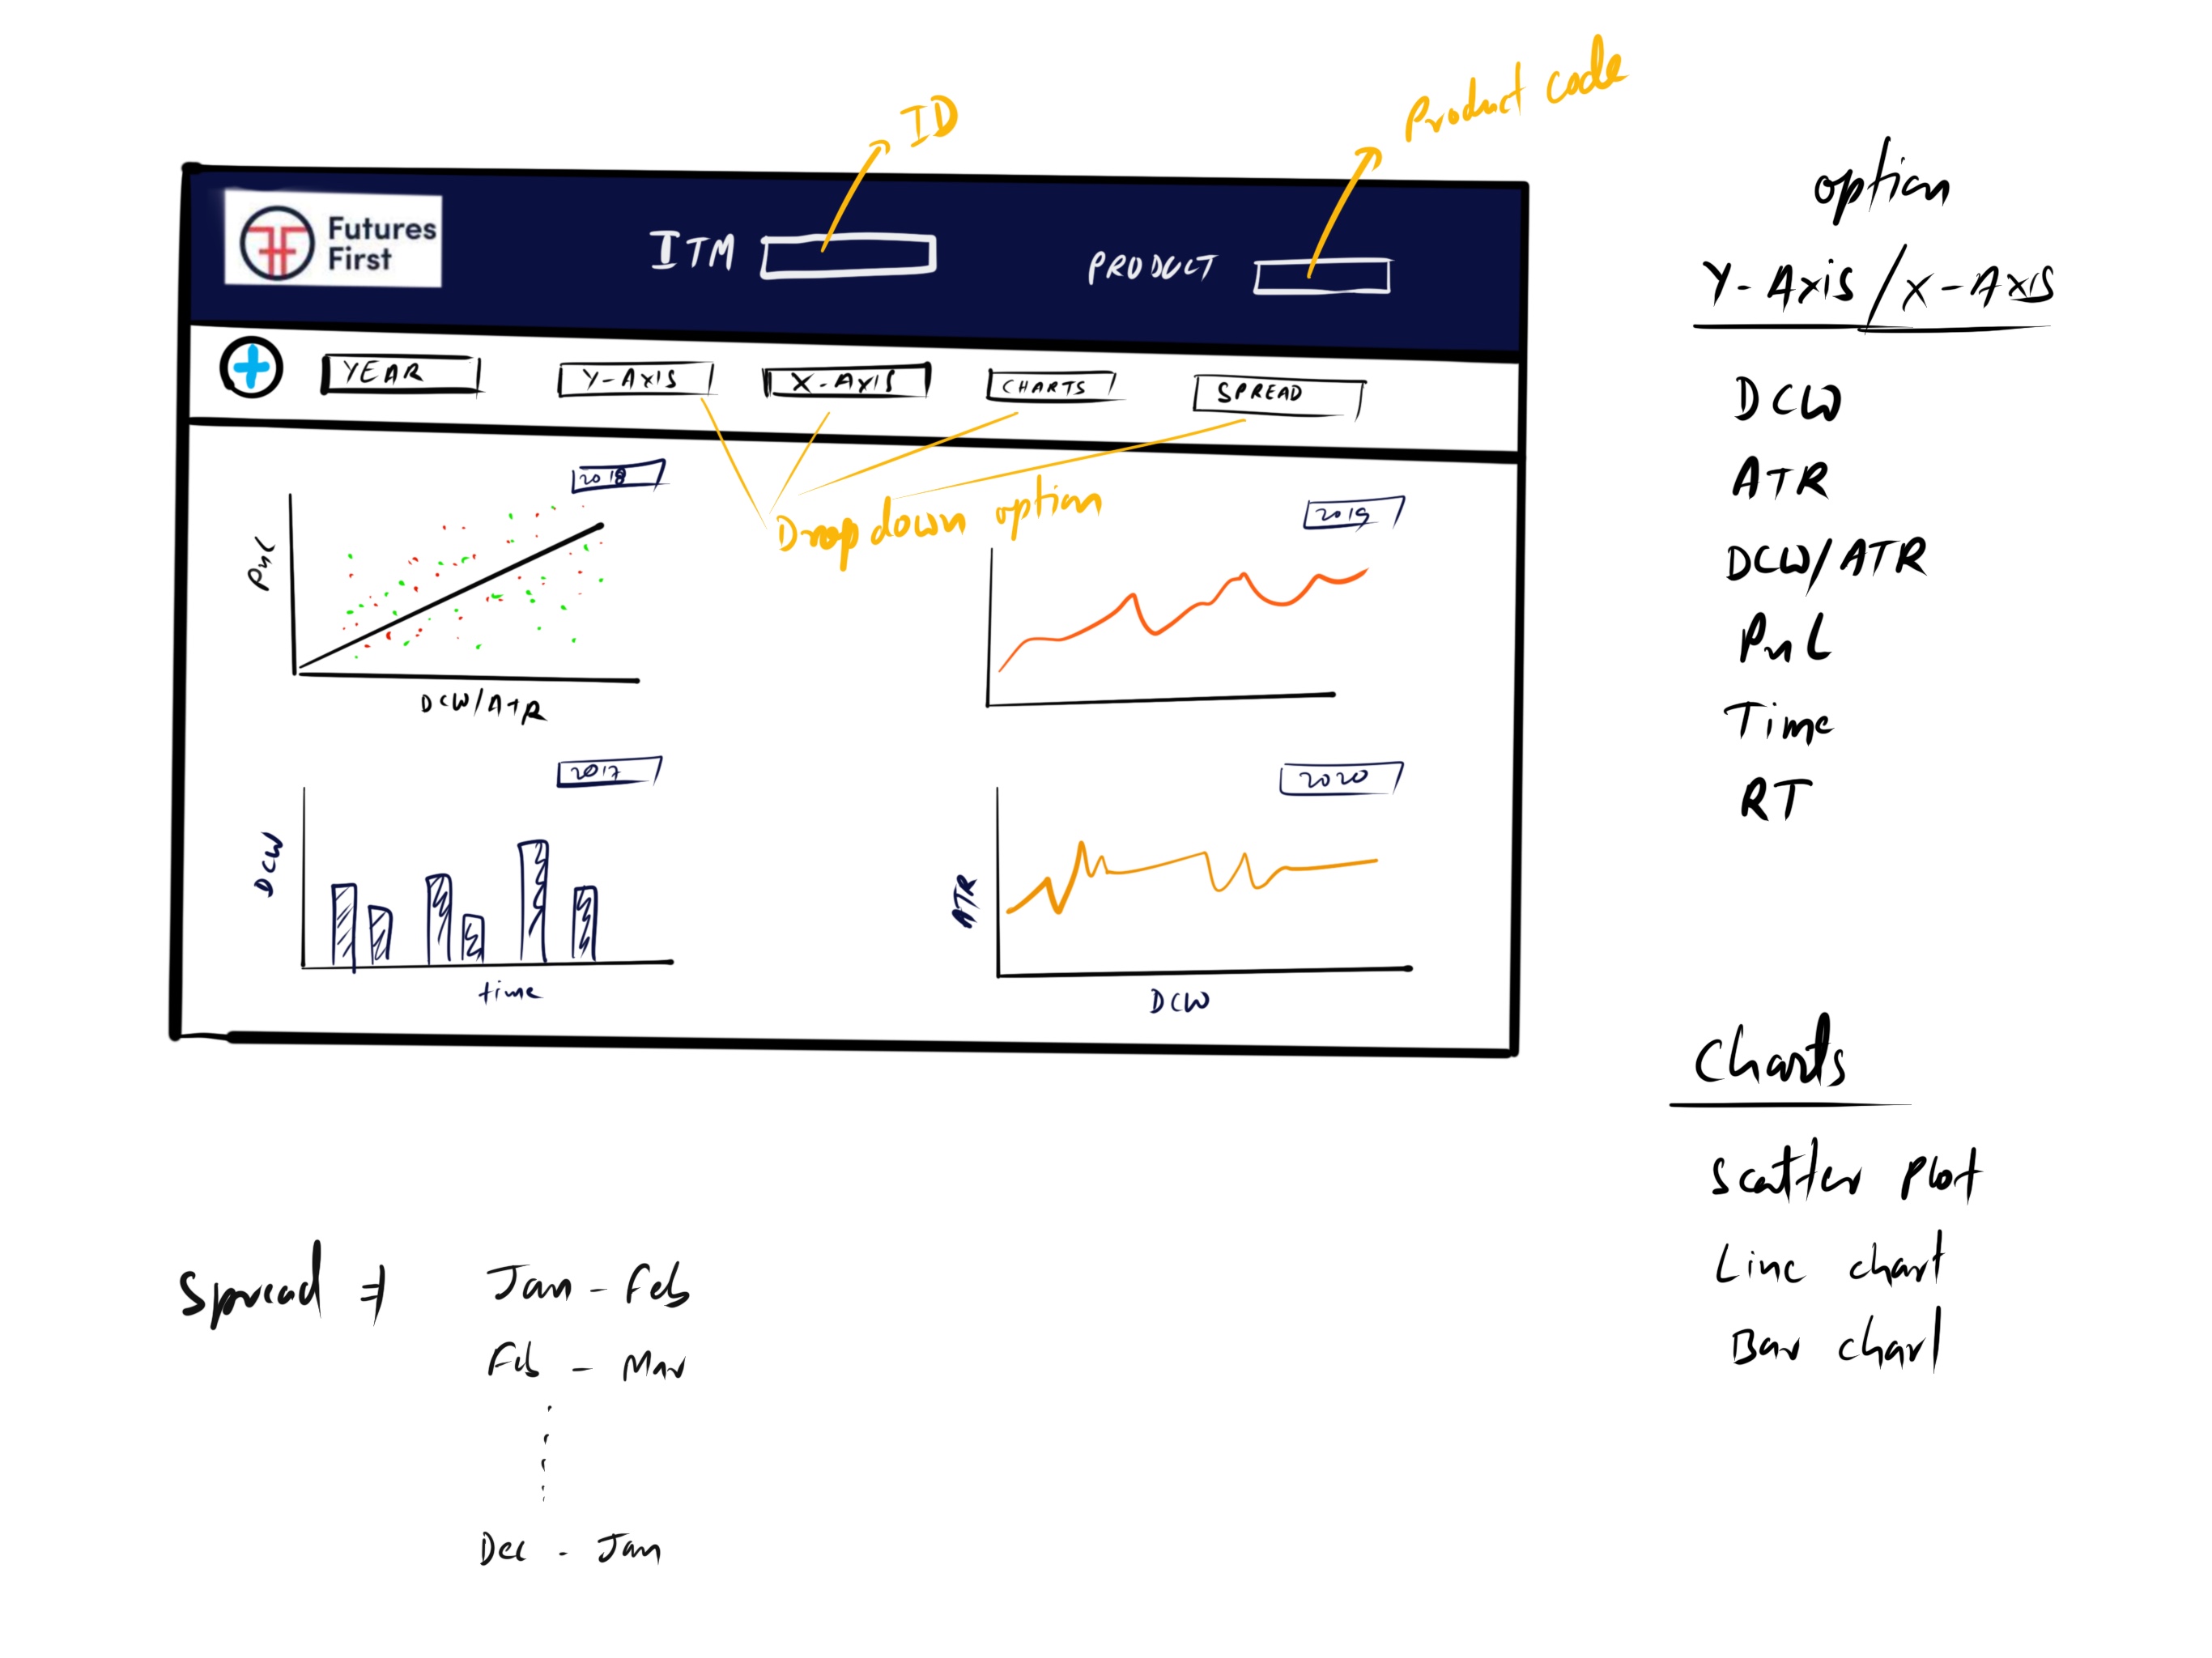 ID
Product code
Futures
First
ITM
PRODUCT
YEAR
Y-AXIS
X-AXIS
CHARTS
SPREAD
Drop down option
2018
PnL
DCW/ATR
2019
2017
DCW
time
2020
ATR
DCW
option
Y-Axis/X-Axis
DCW
ATR
DCW/ATR
PnL
Time
RT
Charts
Scatter Plot
Line chart
Bar chart
Spread ⇒ Jan - Feb
Feb - Mar
Dec - Jan